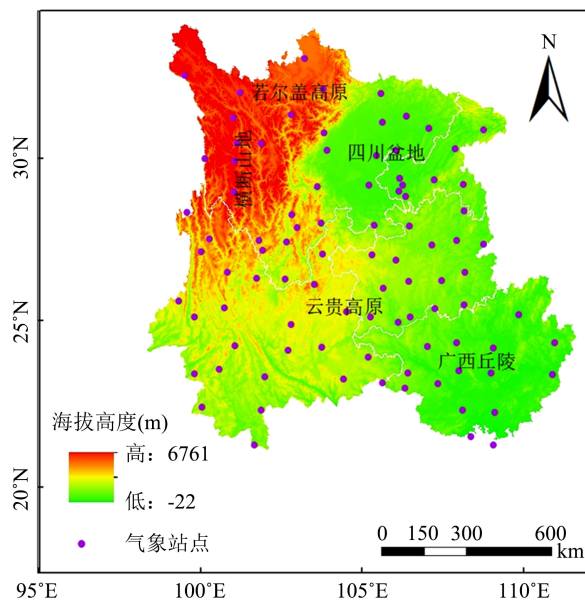 N
若尔盖高原
横断山地
四川盆地
云贵高原
广西丘陵
30°N
25°N
20°N
海拔高度(m)
高：6761
低：-22
气象站点
0 150 300 600
km
95°E 100°E 105°E 110°E